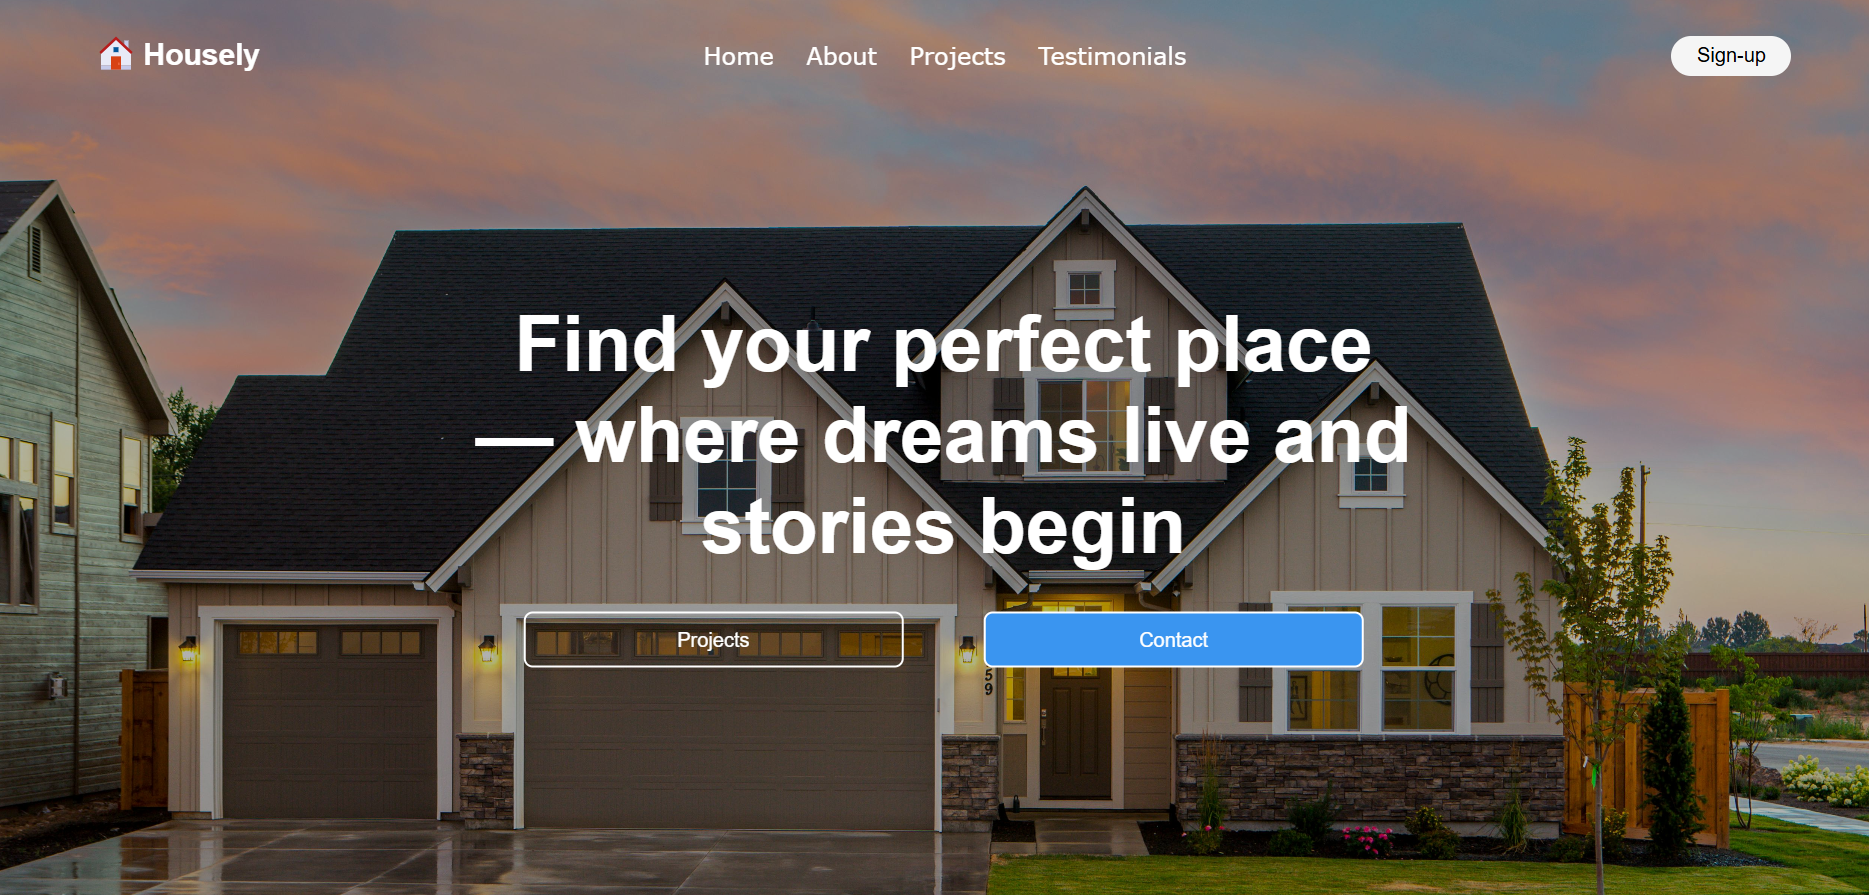 Housely
Home About Projects Testimonials
Sign-up
Find your perfect place
— where dreams live and
stories begin
Projects
Contact
59